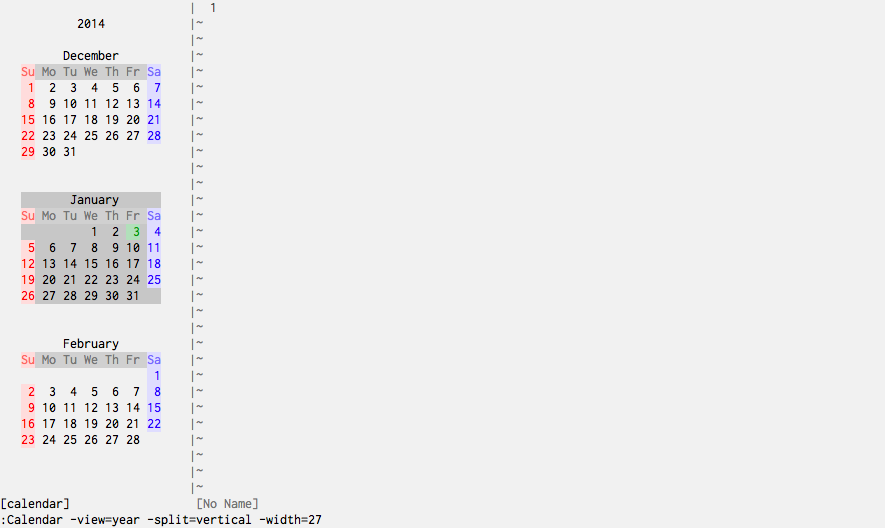 |  1
2014 |~
|~
December |~
Su Mo Tu We Th Fr Sa |~
1 2 3 4 5 6 7 |~
8 9 10 11 12 13 14 |~
15 16 17 18 19 20 21 |~
22 23 24 25 26 27 28 |~
29 30 31 |~
|~
|~
January |~
Su Mo Tu We Th Fr Sa |~
1 2 3 4 |~
5 6 7 8 9 10 11 |~
12 13 14 15 16 17 18 |~
19 20 21 22 23 24 25 |~
26 27 28 29 30 31 |~
|~
|~
February |~
Su Mo Tu We Th Fr Sa |~
1 |~
2 3 4 5 6 7 8 |~
9 10 11 12 13 14 15 |~
16 17 18 19 20 21 22 |~
23 24 25 26 27 28 |~
|~
|~
|~
[calendar] [No Name]
:Calendar -view=year -split=vertical -width=27